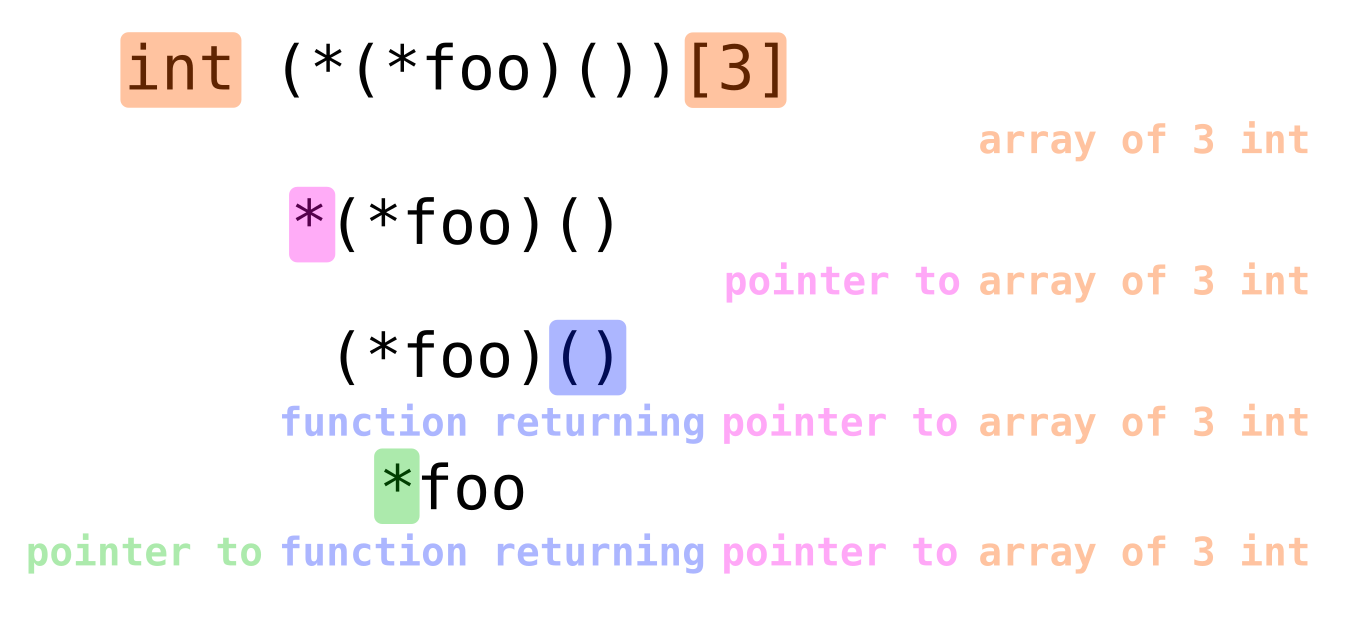 int (*(*foo)())[3]
array of 3 int
*(*foo)()
pointer to array of 3 int
(*foo)()
function returning pointer to array of 3 int
*foo
pointer to function returning pointer to array of 3 int